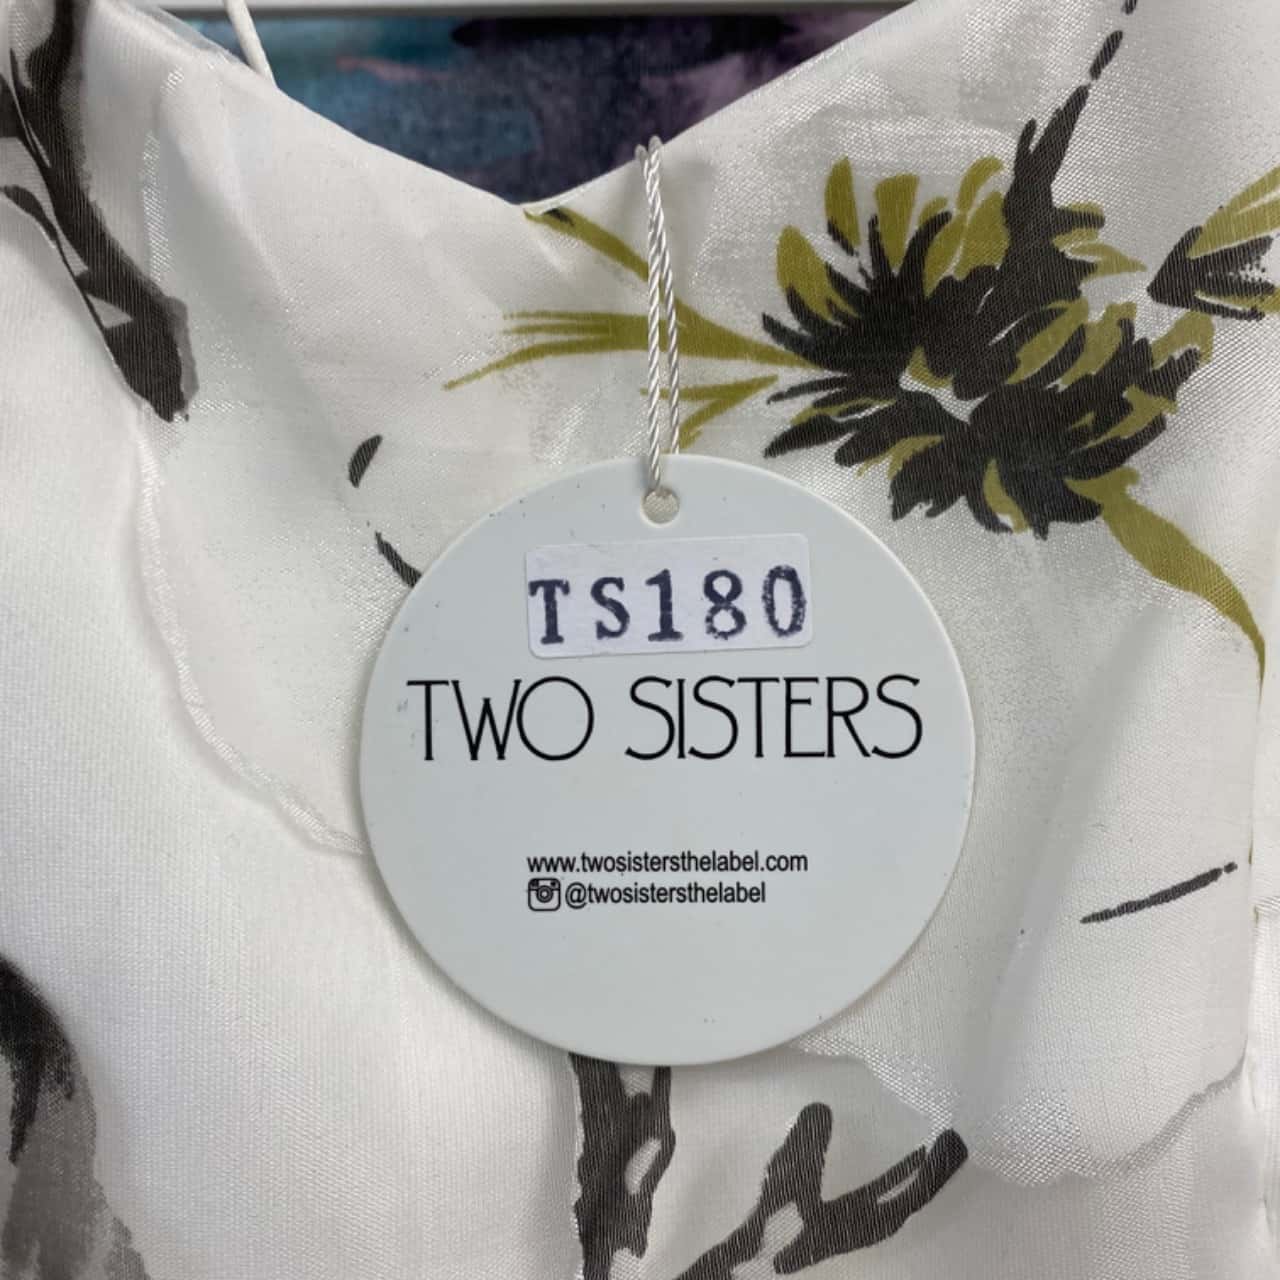 TS180
TWO SISTERS
www.twosistersthelabel.com
@twosistersthelabel